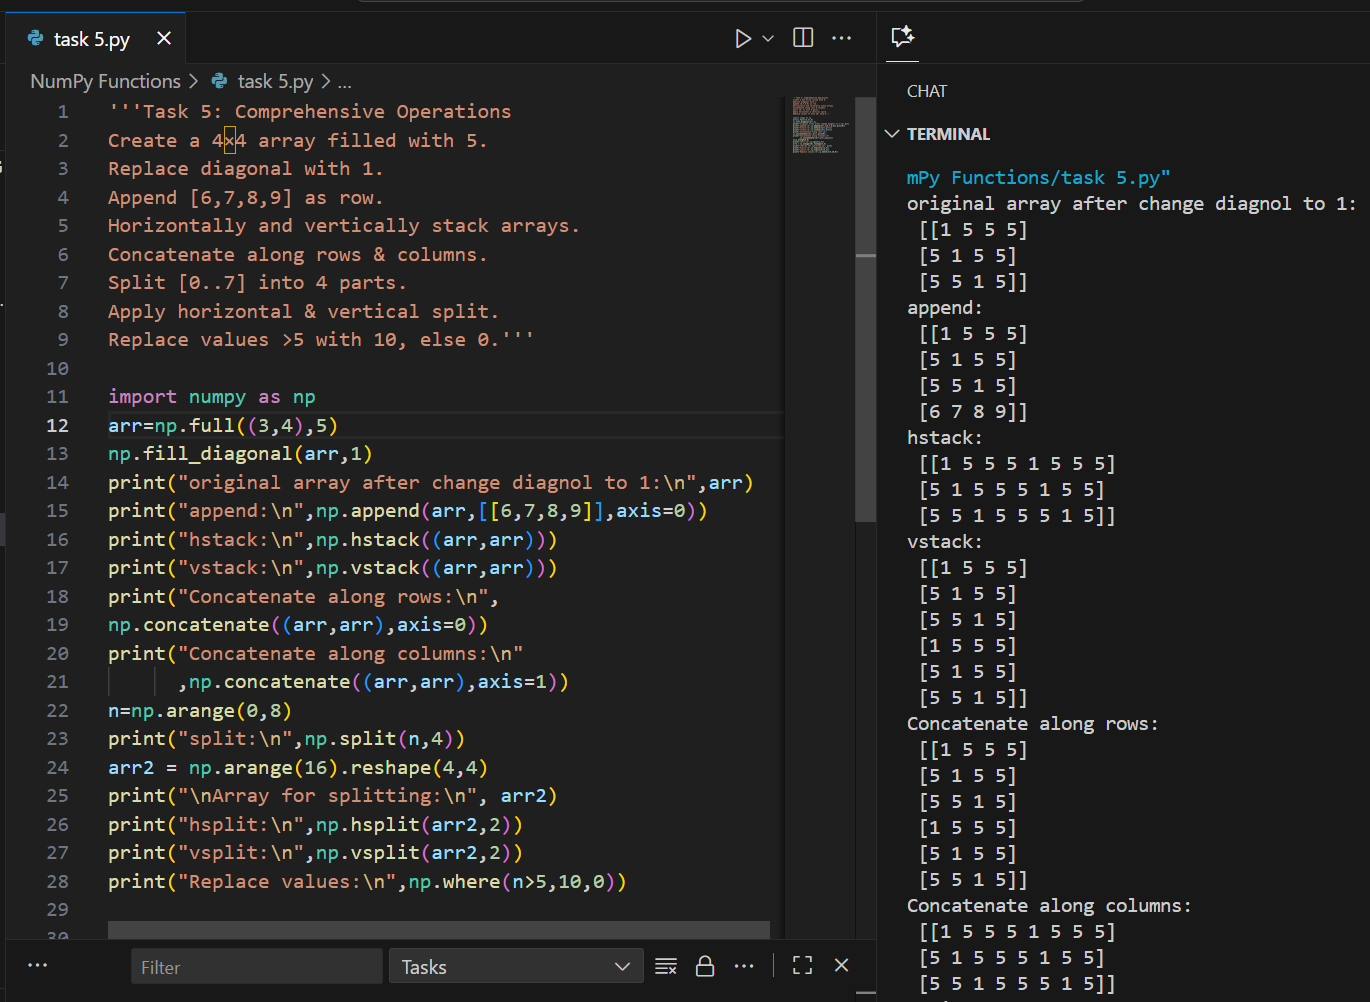 task 5.py
NumPy Functions > task 5.py > ...
1 '''Task 5: Comprehensive Operations
2 Create a 4×4 array filled with 5.
3 Replace diagonal with 1.
4 Append [6,7,8,9] as row.
5 Horizontally and vertically stack arrays.
6 Concatenate along rows & columns.
7 Split [0..7] into 4 parts.
8 Apply horizontal & vertical split.
9 Replace values >5 with 10, else 0.'''
10
11 import numpy as np
12 arr=np.full((3,4),5)
13 np.fill_diagonal(arr,1)
14 print("original array after change diagnol to 1:\n",arr)
15 print("append:\n",np.append(arr,[[6,7,8,9]],axis=0))
16 print("hstack:\n",np.hstack((arr,arr)))
17 print("vstack:\n",np.vstack((arr,arr)))
18 print("Concatenate along rows:\n",
19 np.concatenate((arr,arr),axis=0))
20 print("Concatenate along columns:\n"
21 ,np.concatenate((arr,arr),axis=1))
22 n=np.arange(0,8)
23 print("split:\n",np.split(n,4))
24 arr2 = np.arange(16).reshape(4,4)
25 print("\nArray for splitting:\n", arr2)
26 print("hsplit:\n",np.hsplit(arr2,2))
27 print("vsplit:\n",np.vsplit(arr2,2))
28 print("Replace values:\n",np.where(n>5,10,0))
29
30
Filter
Tasks
CHAT
TERMINAL
mPy Functions/task 5.py"
original array after change diagnol to 1:
[[1 5 5 5]
[5 1 5 5]
[5 5 1 5]]
append:
[[1 5 5 5]
[5 1 5 5]
[5 5 1 5]
[6 7 8 9]]
hstack:
[[1 5 5 5 1 5 5 5]
[5 1 5 5 5 1 5 5]
[5 5 1 5 5 5 1 5]]
vstack:
[[1 5 5 5]
[5 1 5 5]
[5 5 1 5]
[1 5 5 5]
[5 1 5 5]
[5 5 1 5]]
Concatenate along rows:
[[1 5 5 5]
[5 1 5 5]
[5 5 1 5]
[1 5 5 5]
[5 1 5 5]
[5 5 1 5]]
Concatenate along columns:
[[1 5 5 5 1 5 5 5]
[5 1 5 5 5 1 5 5]
[5 5 1 5 5 5 1 5]]